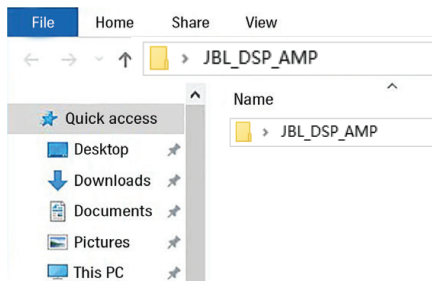 File Home Share View
JBL_DSP_AMP
Name
JBL_DSP_AMP
Quick access
Desktop
Downloads
Documents
Pictures
This PC